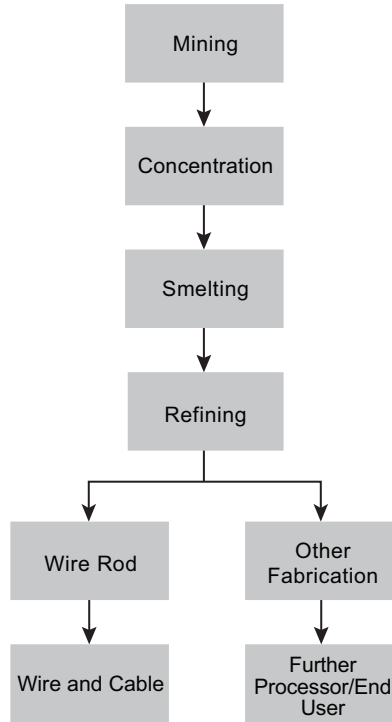 Mining
Concentration
Smelting
Refining
Wire Rod
Other
Fabrication
Wire and Cable
Further
Processor/End
User